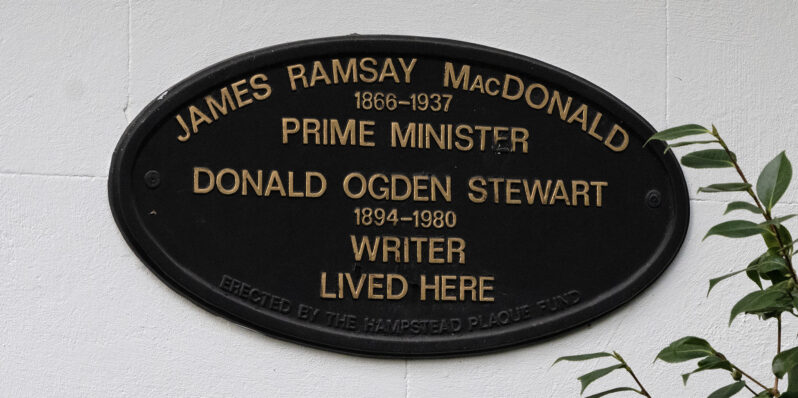 JAMES RAMSAY MACDONALD
1866–1937
PRIME MINISTER
DONALD OGDEN STEWART
1894–1980
WRITER
LIVED HERE
ERECTED BY THE HAMPSTEAD PLAQUE FUND